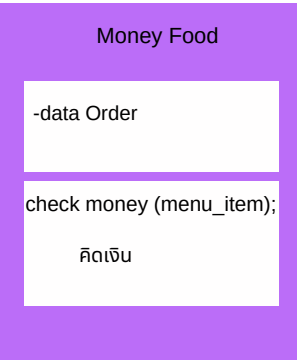 Money Food
-data Order
check money (menu_item);
คิดเงิน